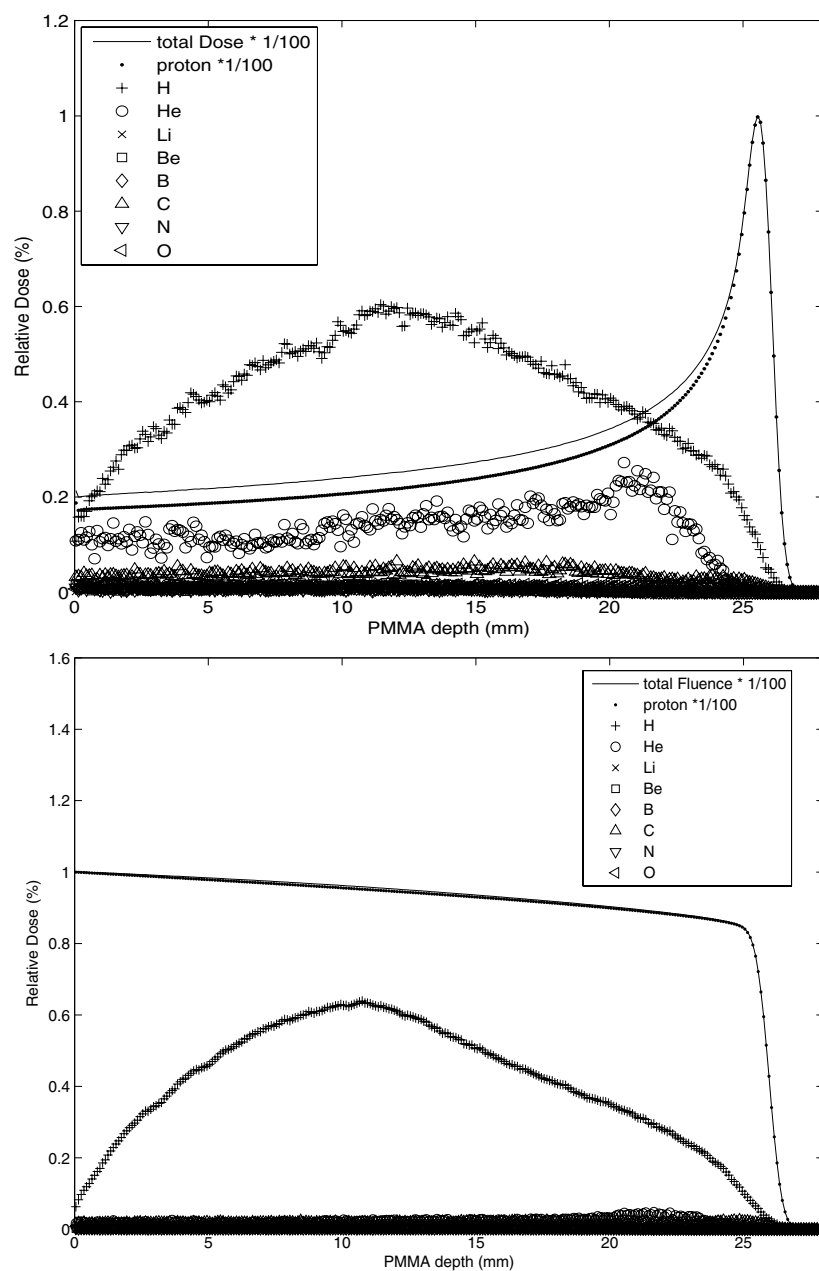 1.2
1
0.8
0.6
0.4
0.2
0
Relative Dose (%)
total Dose * 1/100
proton *1/100
H
He
Li
Be
B
C
N
O
0 5 10 15 20 25
PMMA depth (mm)
1.6
1.4
1.2
1
0.8
0.6
0.4
0.2
0
Relative Dose (%)
total Fluence * 1/100
proton *1/100
H
He
Li
Be
B
C
N
O
0 5 10 15 20 25
PMMA depth (mm)